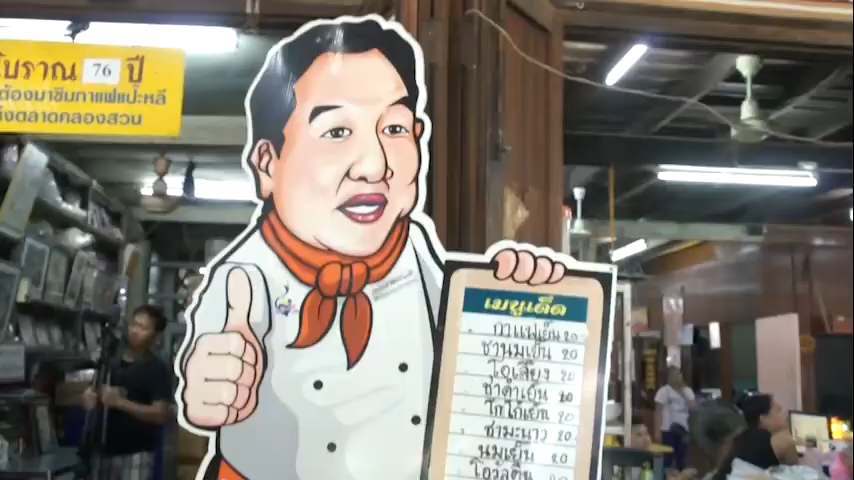 โบราณ 76 ปี
ต้องมาชิมกาแฟแปะหลี
ตลาดคลองสวน
เมนูเด็ด
กาแฟเย็น 20
ชานมเย็น 20
โอเลี้ยง 20
ชาดำเย็น 20
โกโก้เย็น 20
ชามะนาว 20
นมเย็น 20
โอวัลติน 20